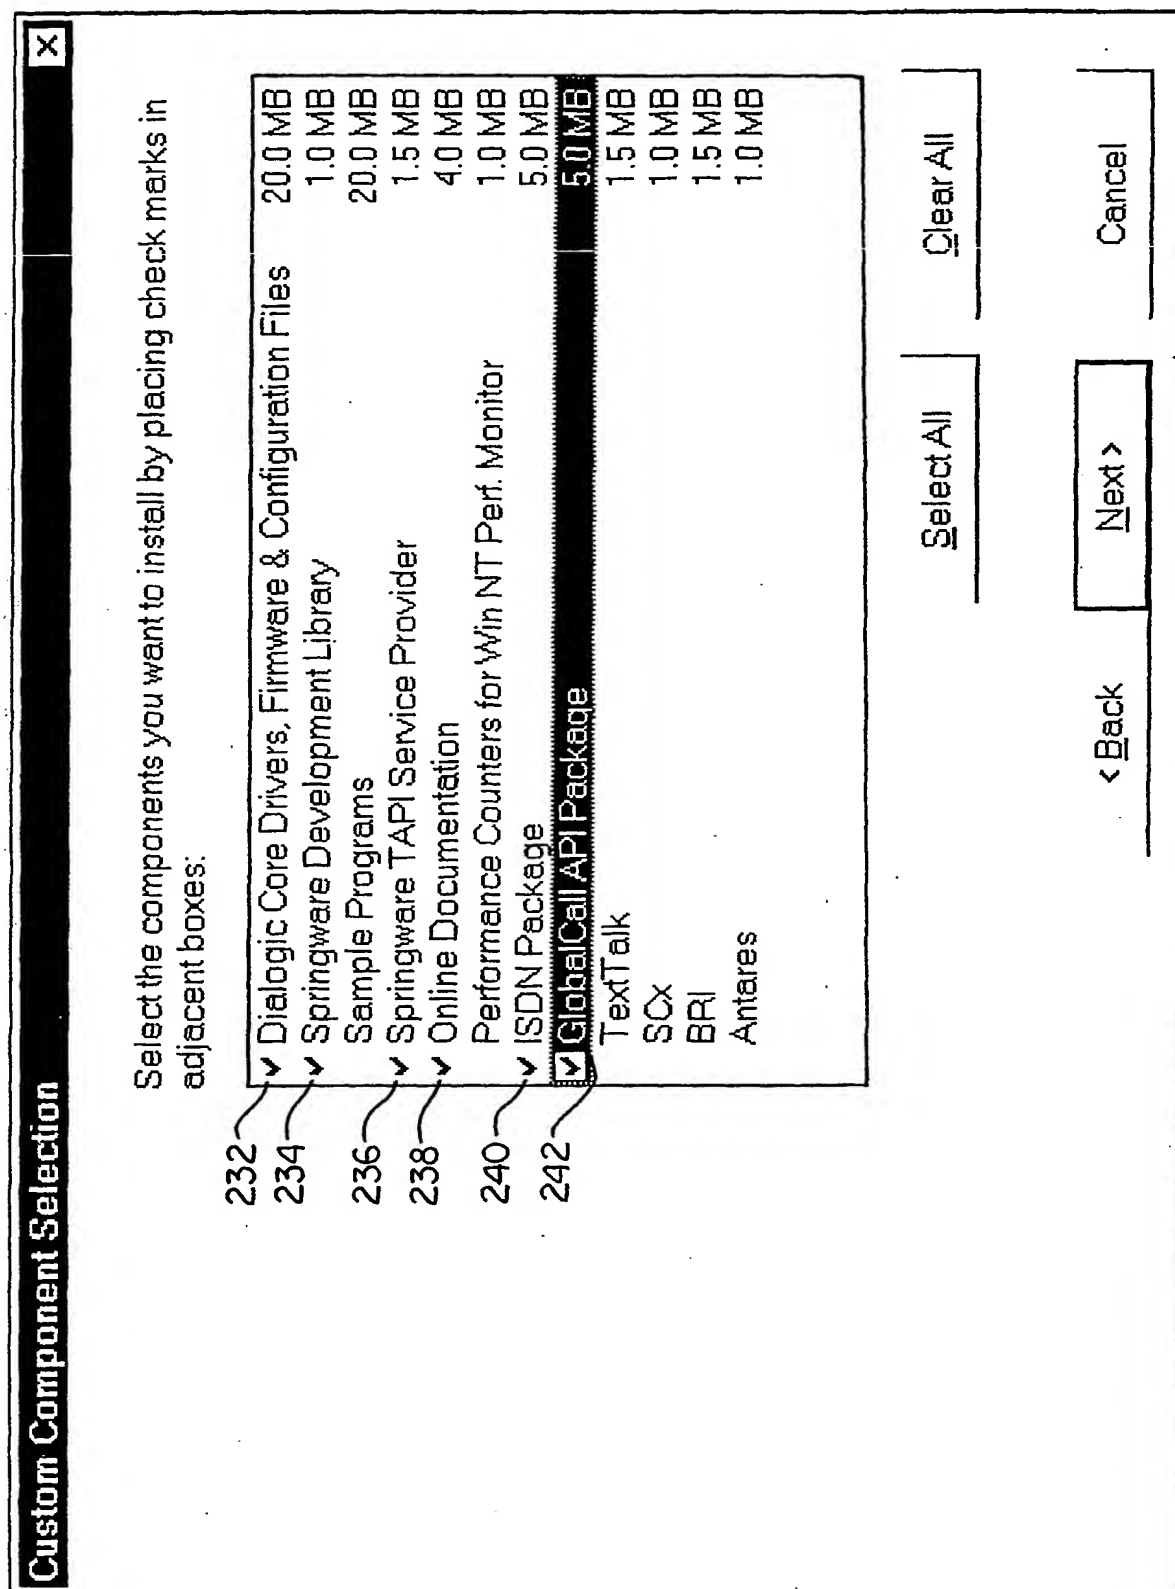 Custom Component Selection X
Select the components you want to install by placing check marks in
adjacent boxes:
232 ✓ Dialogic Core Drivers, Firmware & Configuration Files 20.0 MB
234 ✓ Springware Development Library 1.0 MB
Sample Programs 20.0 MB
236 ✓ Springware TAPI Service Provider 1.5 MB
238 ✓ Online Documentation 4.0 MB
Performance Counters for Win NT Perf. Monitor 1.0 MB
240 ✓ ISDN Package 5.0 MB
242 ✓ GlobalCall API Package 5.0 MB
TextTalk 1.5 MB
SCx 1.0 MB
BRI 1.5 MB
Antares 1.0 MB
Select All Clear All
< Back Next > Cancel